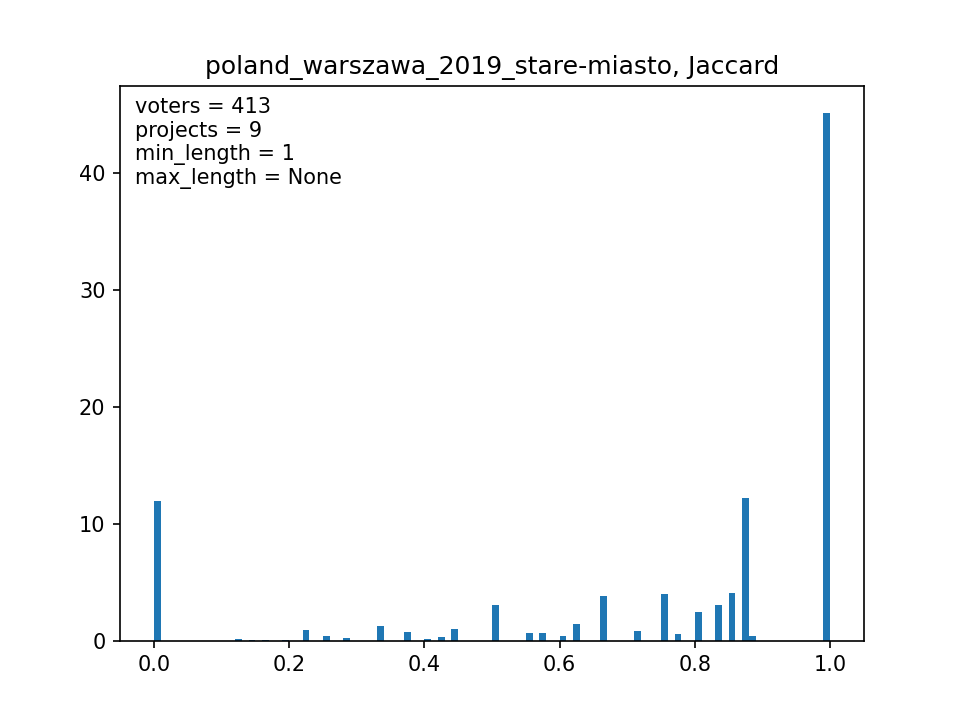 poland_warszawa_2019_stare-miasto, Jaccard
voters = 413
projects = 9
min_length = 1
max_length = None
40
30
20
10
0
0.0 0.2 0.4 0.6 0.8 1.0